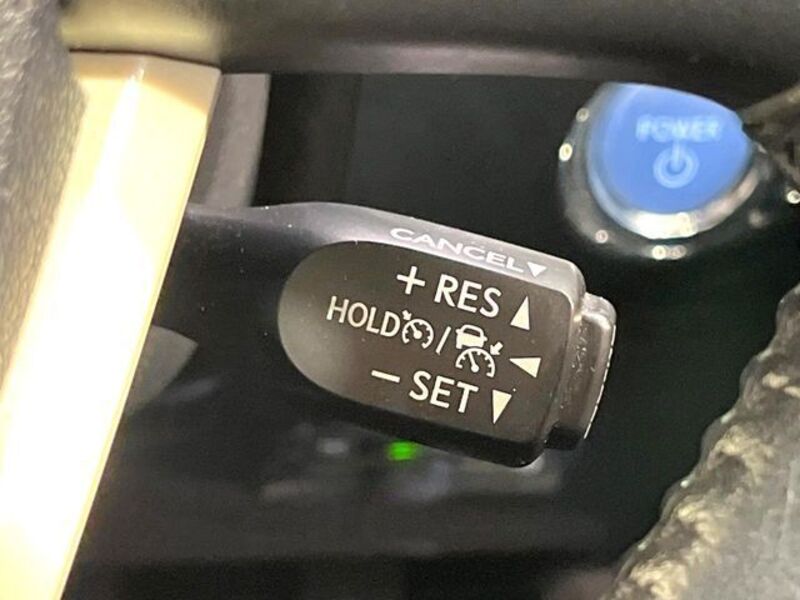 POWER
CANCEL▼
+ RES ▲
HOLD / ◀
− SET ▼